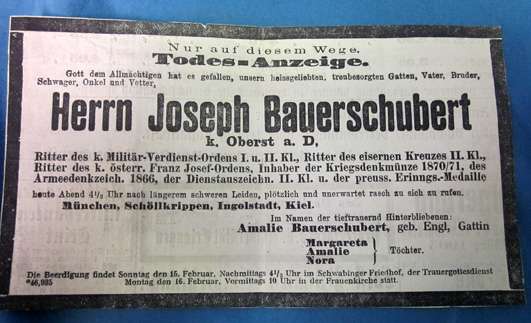 Nur auf diesem Wege.
Todes-Anzeige.
Gott dem Allmächtigen hat es gefallen, unsern heissgeliebten, treubesorgten Gatten, Vater, Bruder,
Schwager, Onkel und Vetter,
Herrn Joseph Bauerschubert
k. Oberst a. D,
Ritter des k. Militär-Verdienst-Ordens I. u. II. Kl., Ritter des eisernen Kreuzes II. Kl.,
Ritter des k. österr. Franz Josef-Ordens, Inhaber der Kriegsdenkmünze 1870/71, des
Armeedenkz. 1866, der Dienstauszeichn. II. Kl. u. der preuss. Erinngs.-Medaille
heute Abend 4½ Uhr nach längerem schweren Leiden, plötzlich und unerwartet rasch zu sich zu rufen.
München, Schöllkrippen, Ingolstadt, Kiel.
Im Namen der tieftrauernd Hinterbliebenen:
Amalie Bauerschubert, geb. Engl, Gattin
Margareta
Amalie } Töchter.
Nora
Die Beerdigung findet Sonntag den 15. Februar, Nachmittags 4½ Uhr im Schwabinger Friedhof, der Trauergottesdienst
*46,935 Montag den 16. Februar, Vormittags 10 Uhr in der Frauenkirche statt.